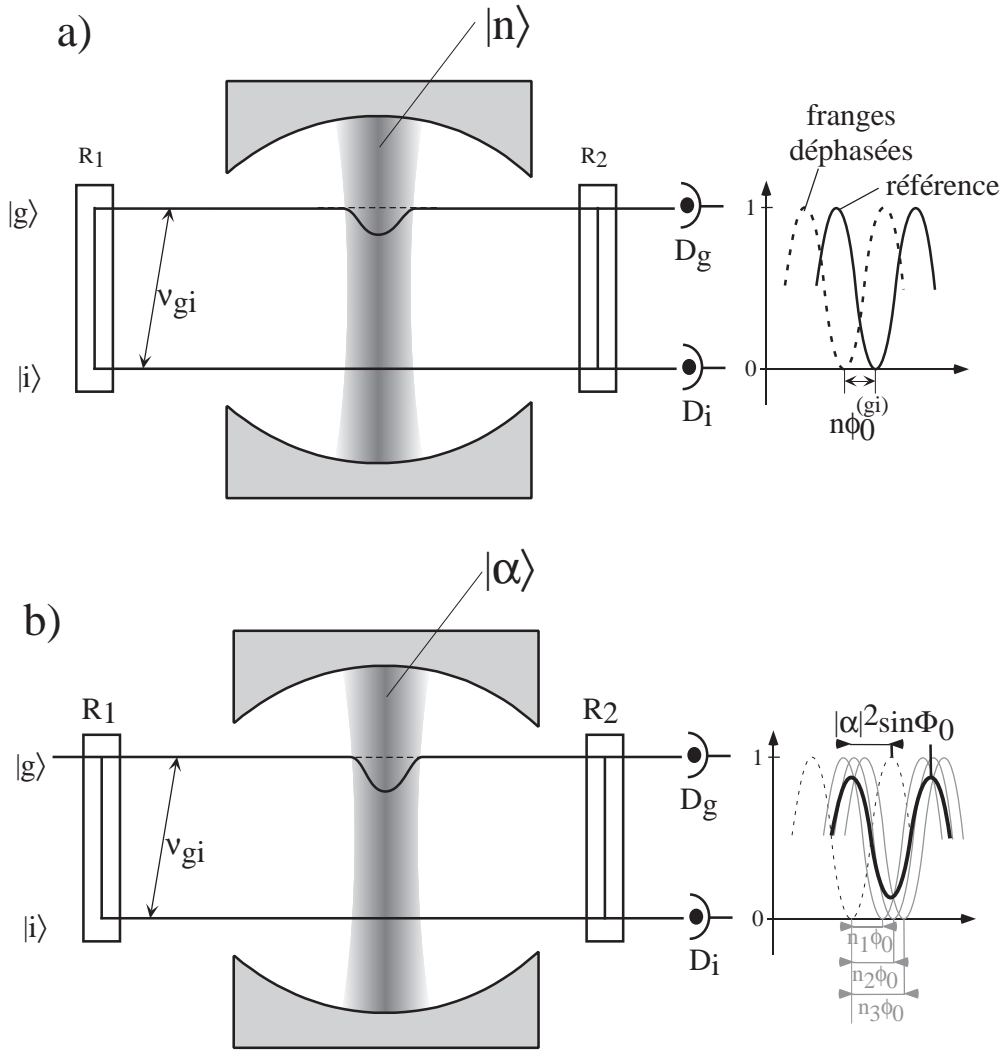 a)
|n⟩
R1
R2
|g⟩
νgi
|i⟩
Dg
Di
franges
déphasées
référence
1
0
nϕ0(gi)
b)
|α⟩
R1
R2
|g⟩
νgi
|i⟩
Dg
Di
|α|²sinΦ0
1
0
n1ϕ0
n2ϕ0
n3ϕ0